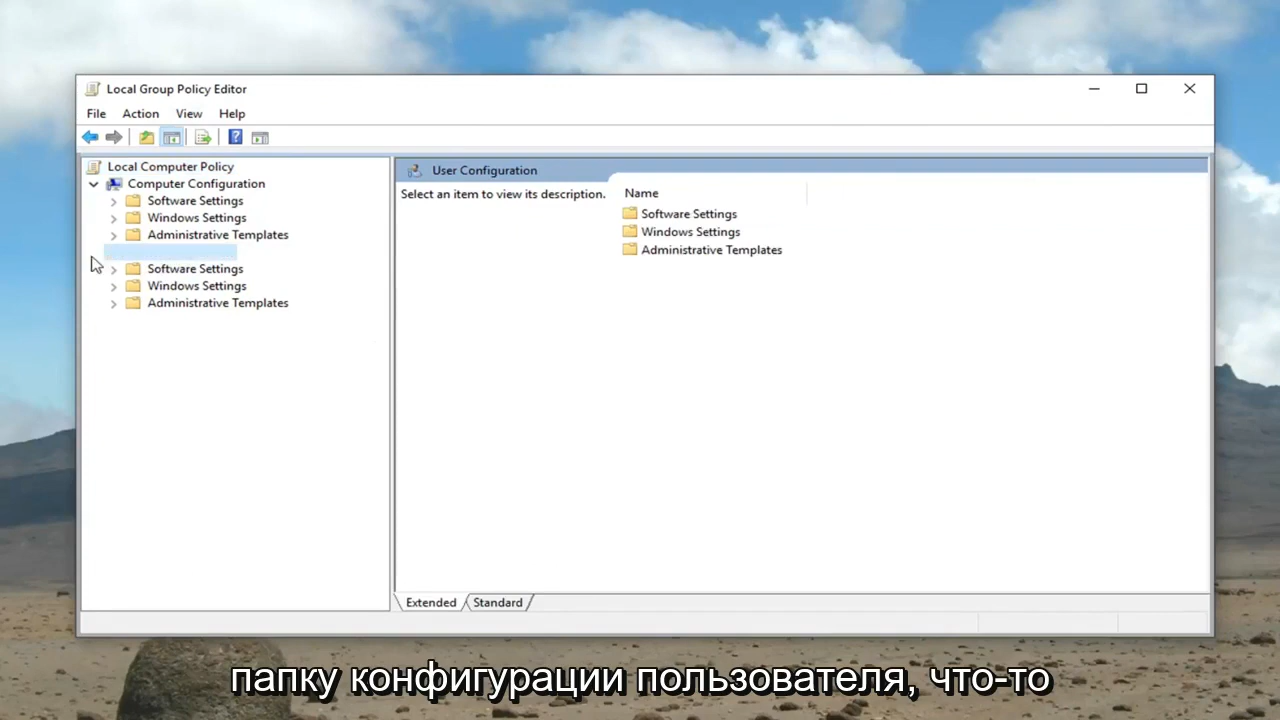 Local Group Policy Editor
File Action View Help
Local Computer Policy
Computer Configuration
Software Settings
Windows Settings
Administrative Templates
Software Settings
Windows Settings
Administrative Templates
User Configuration
Select an item to view its description.
Name
Software Settings
Windows Settings
Administrative Templates
Extended Standard
папку конфигурации пользователя, что-то